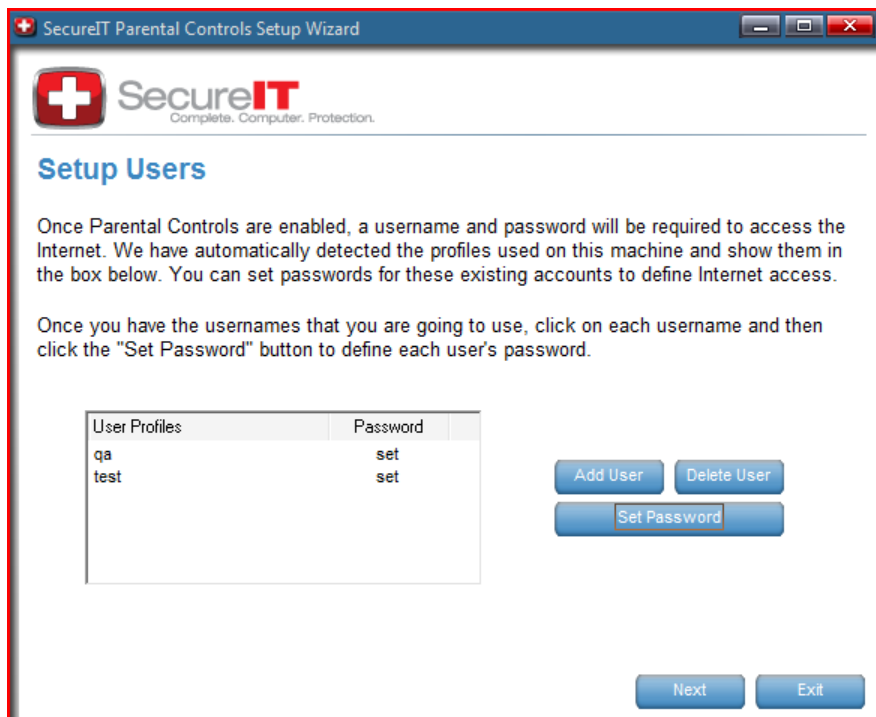 SecureIT Parental Controls Setup Wizard
SecureIT
Complete. Computer. Protection.
Setup Users
Once Parental Controls are enabled, a username and password will be required to access the
Internet. We have automatically detected the profiles used on this machine and show them in
the box below. You can set passwords for these existing accounts to define Internet access.
Once you have the usernames that you are going to use, click on each username and then
click the "Set Password" button to define each user's password.
User Profiles Password
qa set
test set
Add User Delete User
Set Password
Next Exit